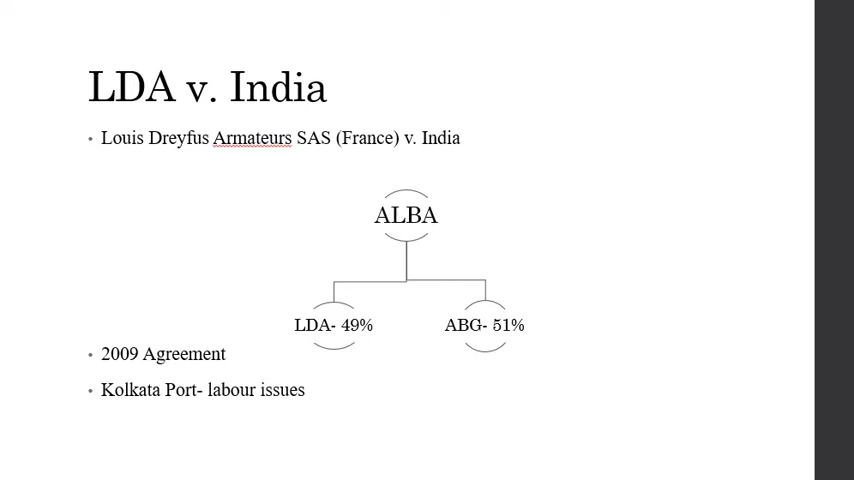 LDA v. India
• Louis Dreyfus Armateurs SAS (France) v. India
ALBA
LDA- 49%
ABG- 51%
• 2009 Agreement
• Kolkata Port- labour issues